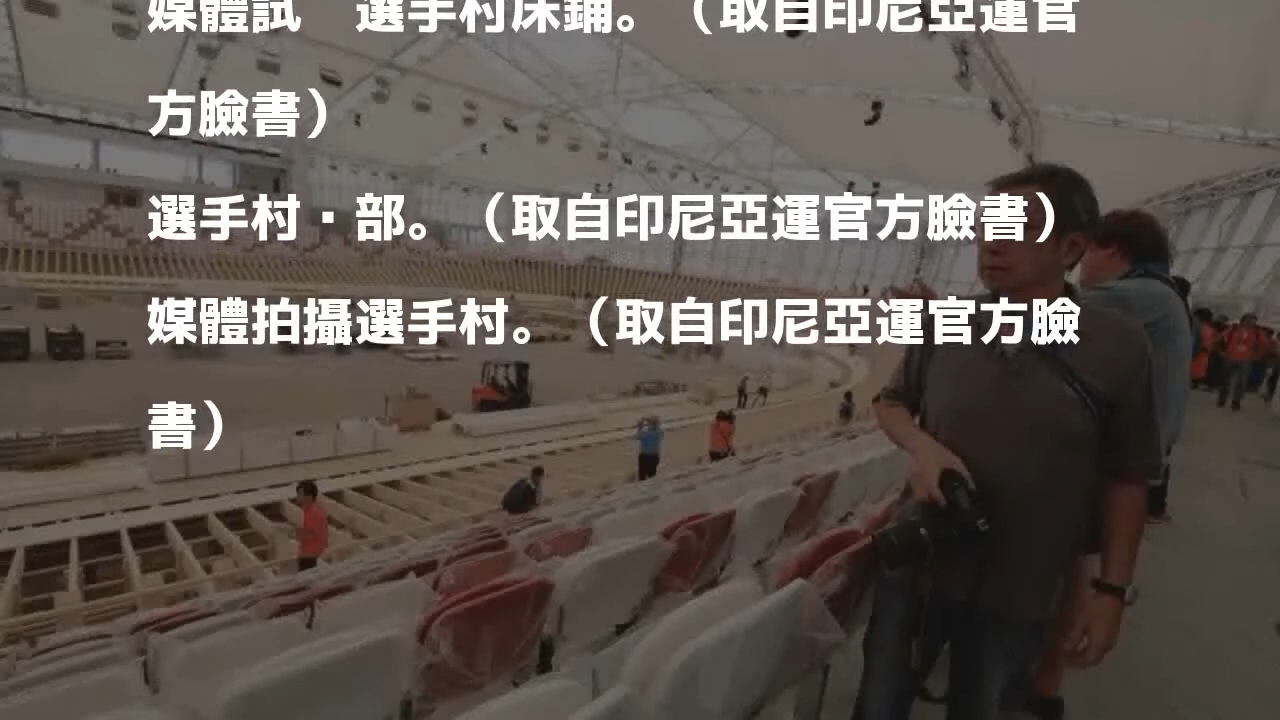 媒體試 選手村床鋪。（取自印尼亞運官
方臉書）
選手村·部。（取自印尼亞運官方臉書）
媒體拍攝選手村。（取自印尼亞運官方臉
書）